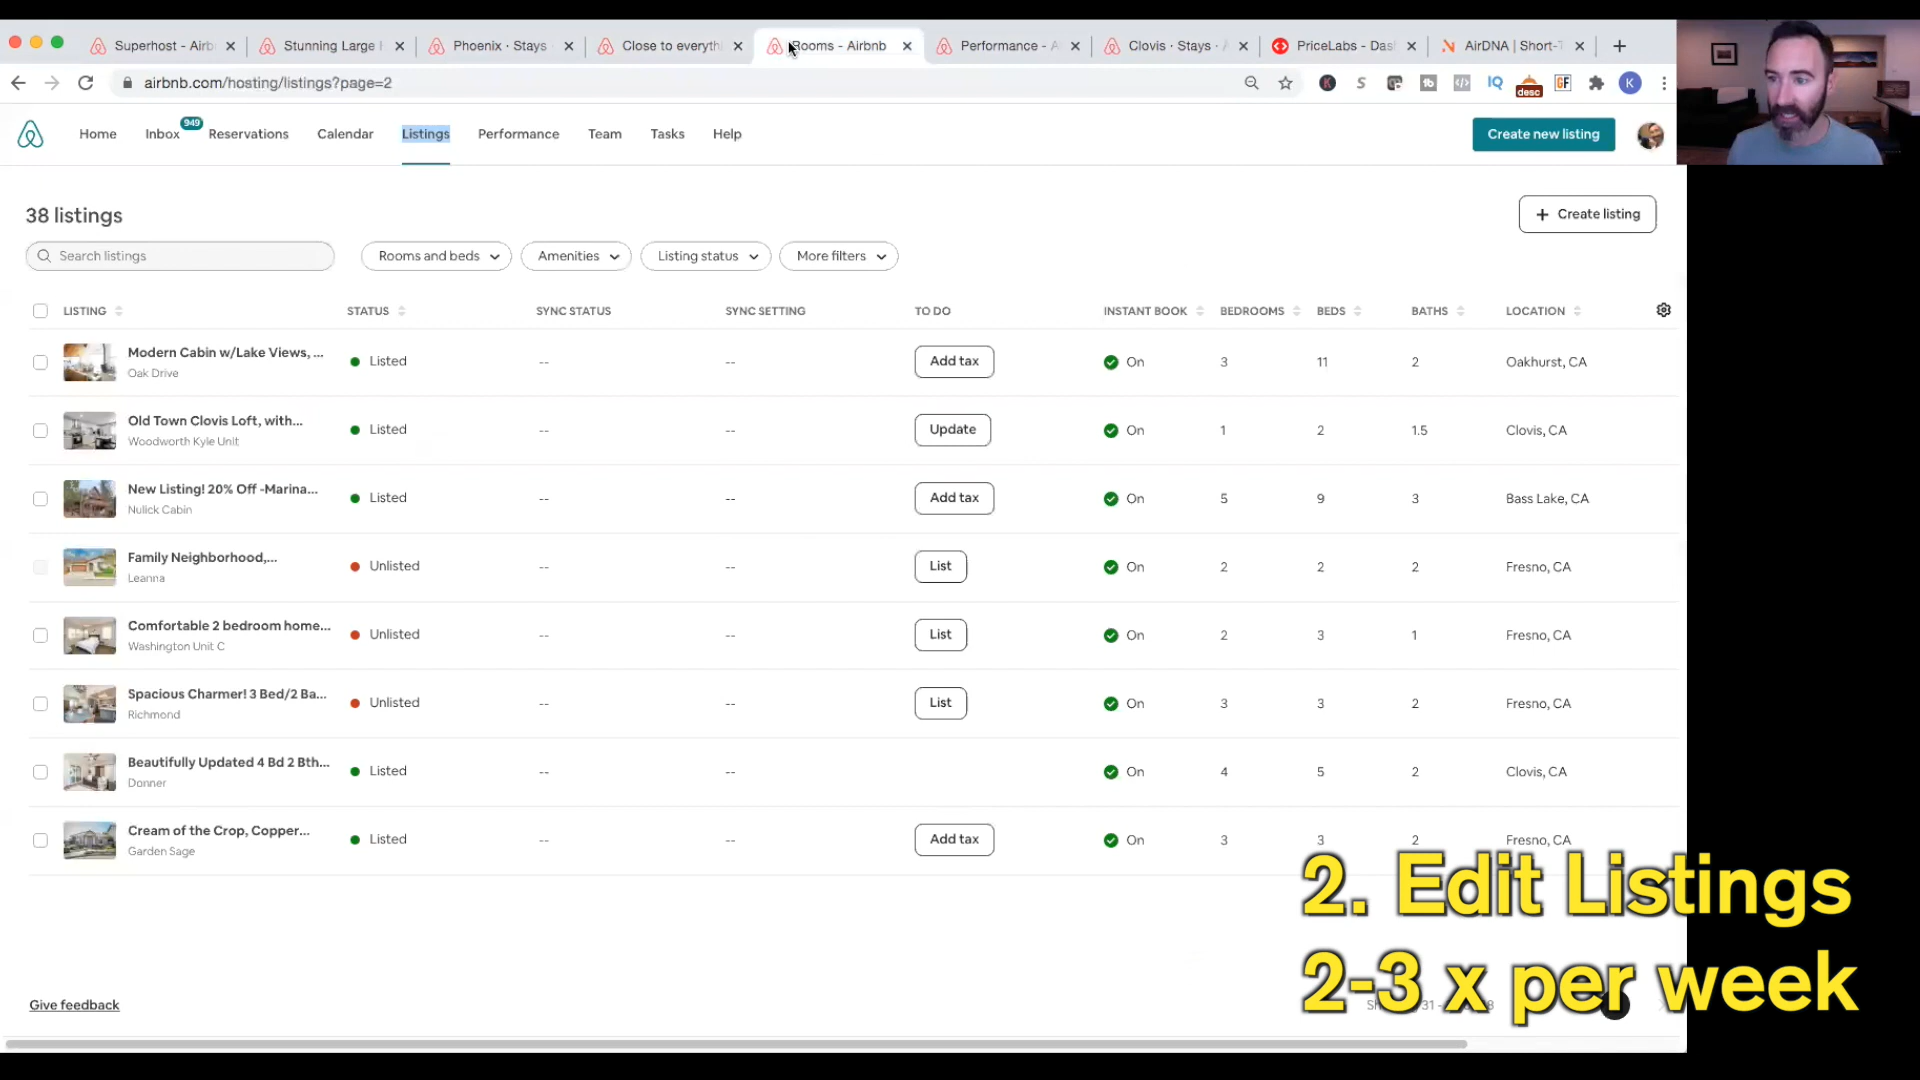 Superhost - Airb
Stunning Large
Phoenix · Stays
Close to everyth
Rooms - Airbnb
Performance - A
Clovis · Stays ·
PriceLabs - Das
AirDNA | Short-T
airbnb.com/hosting/listings?page=2
IQ
desc
GF
K
Home
Inbox
949
Reservations
Calendar
Listings
Performance
Team
Tasks
Help
Create new listing
38 listings
+ Create listing
Search listings
Rooms and beds
Amenities
Listing status
More filters
LISTING STATUS SYNC STATUS SYNC SETTING TO DO INSTANT BOOK BEDROOMS BEDS BATHS LOCATION
Modern Cabin w/Lake Views, ...
Oak Drive
Listed -- -- Add tax On 3 11 2 Oakhurst, CA
Old Town Clovis Loft, with...
Woodworth Kyle Unit
Listed -- -- Update On 1 2 1.5 Clovis, CA
New Listing! 20% Off -Marina...
Nulick Cabin
Listed -- -- Add tax On 5 9 3 Bass Lake, CA
Family Neighborhood,...
Leanna
Unlisted -- -- List On 2 2 2 Fresno, CA
Comfortable 2 bedroom home...
Washington Unit C
Unlisted -- -- List On 2 3 1 Fresno, CA
Spacious Charmer! 3 Bed/2 Ba...
Richmond
Unlisted -- -- List On 3 3 2 Fresno, CA
Beautifully Updated 4 Bd 2 Bth...
Donner
Listed -- -- On 4 5 2 Clovis, CA
Cream of the Crop, Copper...
Garden Sage
Listed -- -- Add tax On 3 3 2 Fresno, CA
2. Edit Listings
2-3 x per week
Give feedback